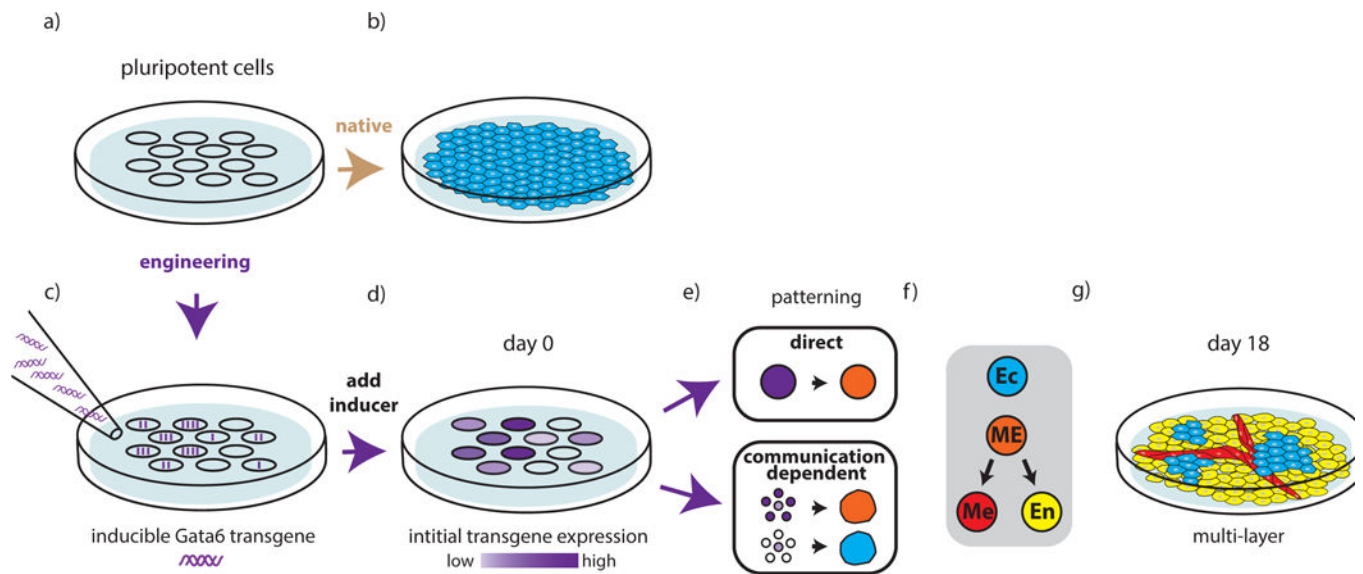 a)
b)
pluripotent cells
native
engineering
c)
d)
e)
patterning
f)
g)
day 0
direct
day 18
add
inducer
Ec
ME
communication
dependent
Me
En
inducible Gata6 transgene
intitial transgene expression
low
high
multi-layer